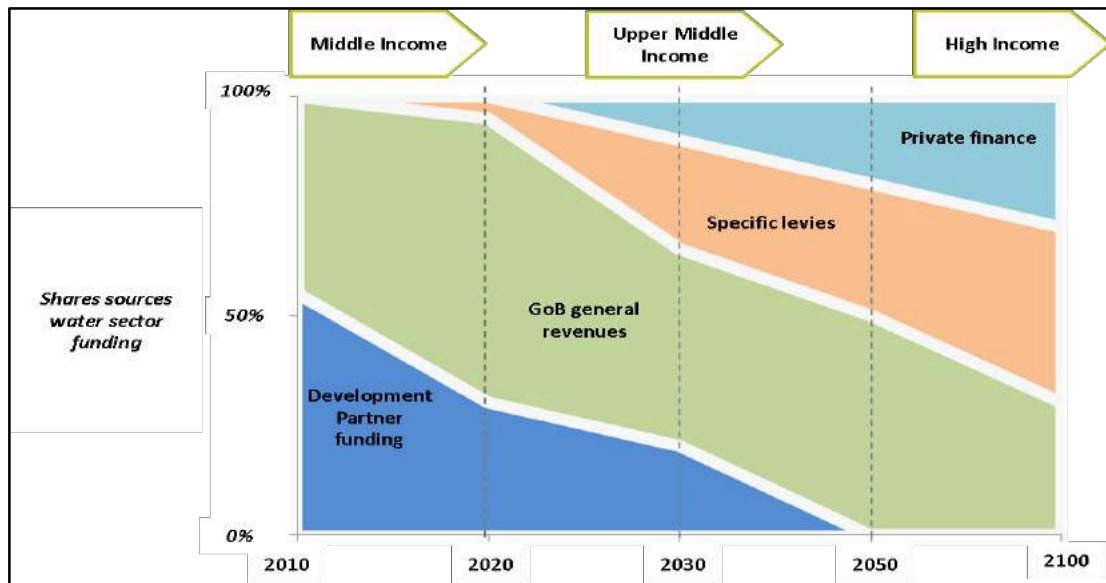 Middle Income
Upper Middle
Income
High Income
100%
Private finance
Specific levies
Shares sources
water sector
funding
50%
GoB general
revenues
Development
Partner
funding
0%
2010
2020
2030
2050
2100